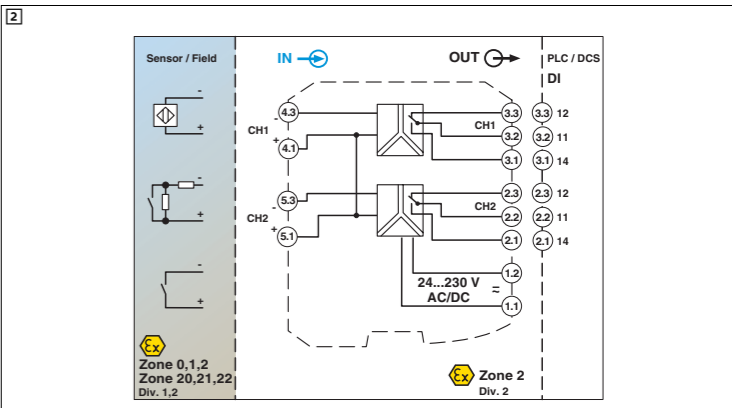 2
Sensor / Field
IN
OUT
PLC / DCS
DI
-
+
-
+
-
+
CH1
-
+
4.3
4.1
CH2
-
+
5.3
5.1
CH1
3.3
3.2
3.1
3.3 12
3.2 11
3.1 14
CH2
2.3
2.2
2.1
2.3 12
2.2 11
2.1 14
24...230 V
AC/DC
≂
1.2
1.1
Ex
Zone 0,1,2
Zone 20,21,22
Div. 1,2
Ex Zone 2
Div. 2